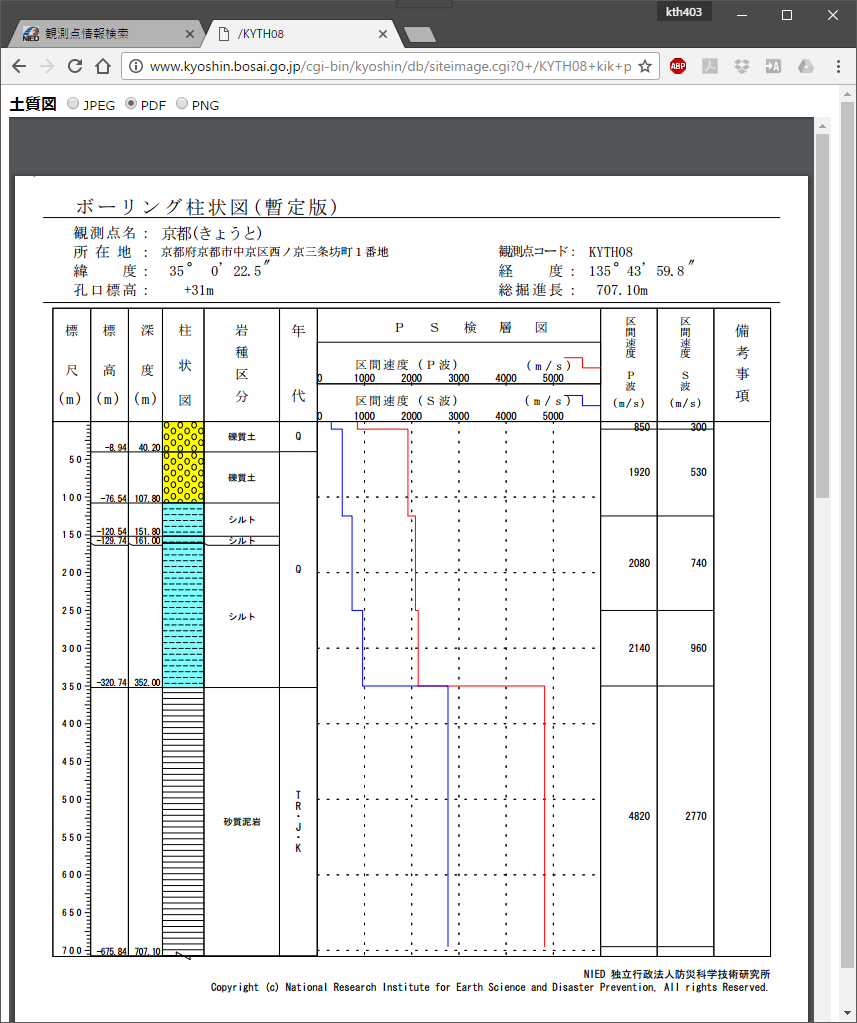 kth403
NIED 観測点情報検索
/KYTH08
www.kyoshin.bosai.go.jp/cgi-bin/kyoshin/db/siteimage.cgi?0+/KYTH08+kik+p
ABP
土質図 JPEG PDF PNG
ボーリング柱状図(暫定版)
観測点名： 京都(きょうと)
所在地： 京都府京都市中京区西ノ京三条坊町1番地 観測点コード： KYTH08
緯度： 35° 0′ 22.5″ 経度： 135° 43′ 59.8″
孔口標高： +31m 総掘進長： 707.10m
標尺(m) 標高(m) 深度(m) 柱状図 岩種区分 年代 PS検層図 区間速度 P波 (m/s) 区間速度 S波 (m/s) 備考事項
区間速度(P波) (m/s)
0 1000 2000 3000 4000 5000
区間速度(S波) (m/s)
0 1000 2000 3000 4000 5000
850 300
礫質土 Q
-8.94 40.20
50
1920 530
礫質土
100 -76.54 107.80
シルト
150 -120.54 151.80
-129.74 161.00 シルト
2080 740
200 Q
250
シルト
300 2140 960
350 -320.74 352.00
400
450
500
砂質泥岩 TR・J・K 4820 2770
550
600
650
700 -675.84 707.10
NIED 独立行政法人防災科学技術研究所
Copyright (c) National Research Institute for Earth Science and Disaster Prevention. All rights Reserved.